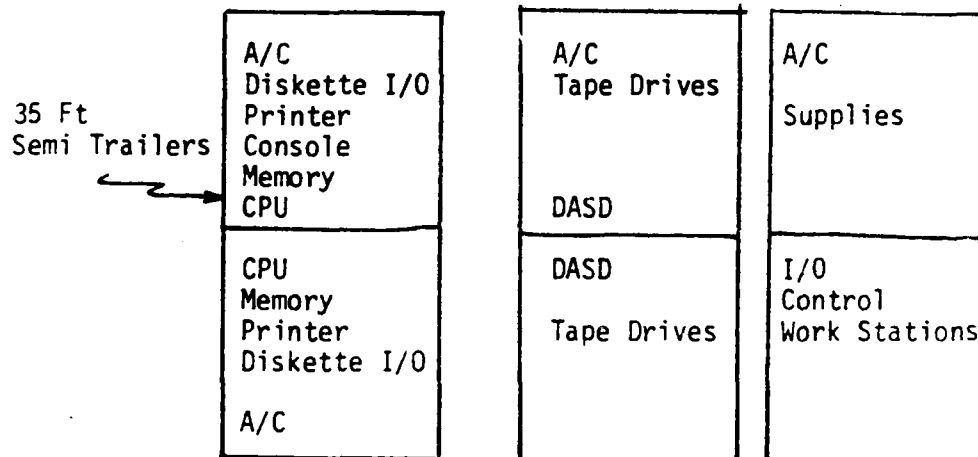 35 Ft
Semi Trailers
A/C
Diskette I/O
Printer
Console
Memory
CPU
CPU
Memory
Printer
Diskette I/O
A/C
A/C
Tape Drives
DASD
DASD
Tape Drives
A/C
Supplies
I/O
Control
Work Stations